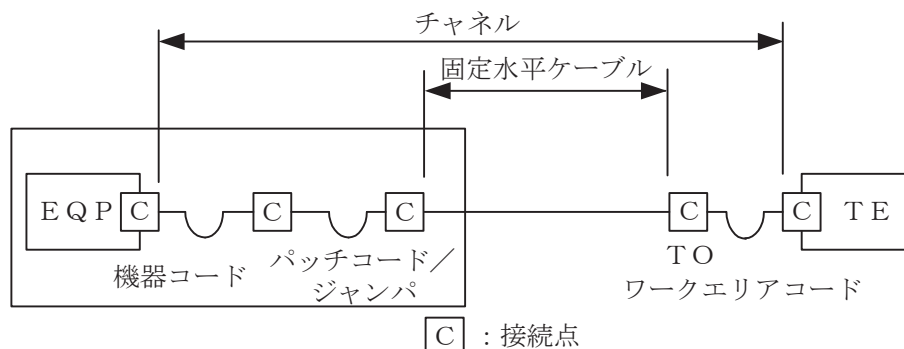 チャネル
固定水平ケーブル
ＥＱＰ
Ｃ
Ｃ
Ｃ
Ｃ
Ｃ
ＴＥ
機器コード
パッチコード／
ジャンパ
ＴＯ
ワークエリアコード
Ｃ ：接続点